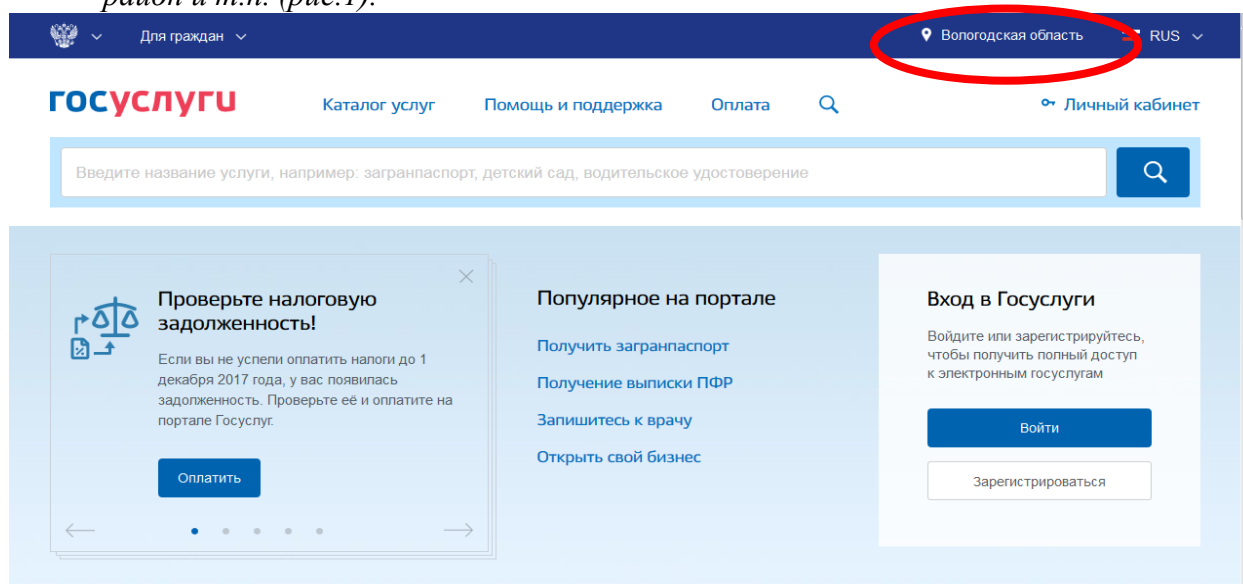 район и т.п. (рис.1).
Для граждан
Вологодская область
RUS
госуслуги
Каталог услуг
Помощь и поддержка
Оплата
Личный кабинет
Введите название услуги, например: загранпаспорт, детский сад, водительское удостоверение
Проверьте налоговую
задолженность!
Если вы не успели оплатить налоги до 1
декабря 2017 года, у вас появилась
задолженность. Проверьте её и оплатите на
портале Госуслуг.
Оплатить
Популярное на портале
Получить загранпаспорт
Получение выписки ПФР
Запишитесь к врачу
Открыть свой бизнес
Вход в Госуслуги
Войдите или зарегистрируйтесь,
чтобы получить полный доступ
к электронным госуслугам
Войти
Зарегистрироваться